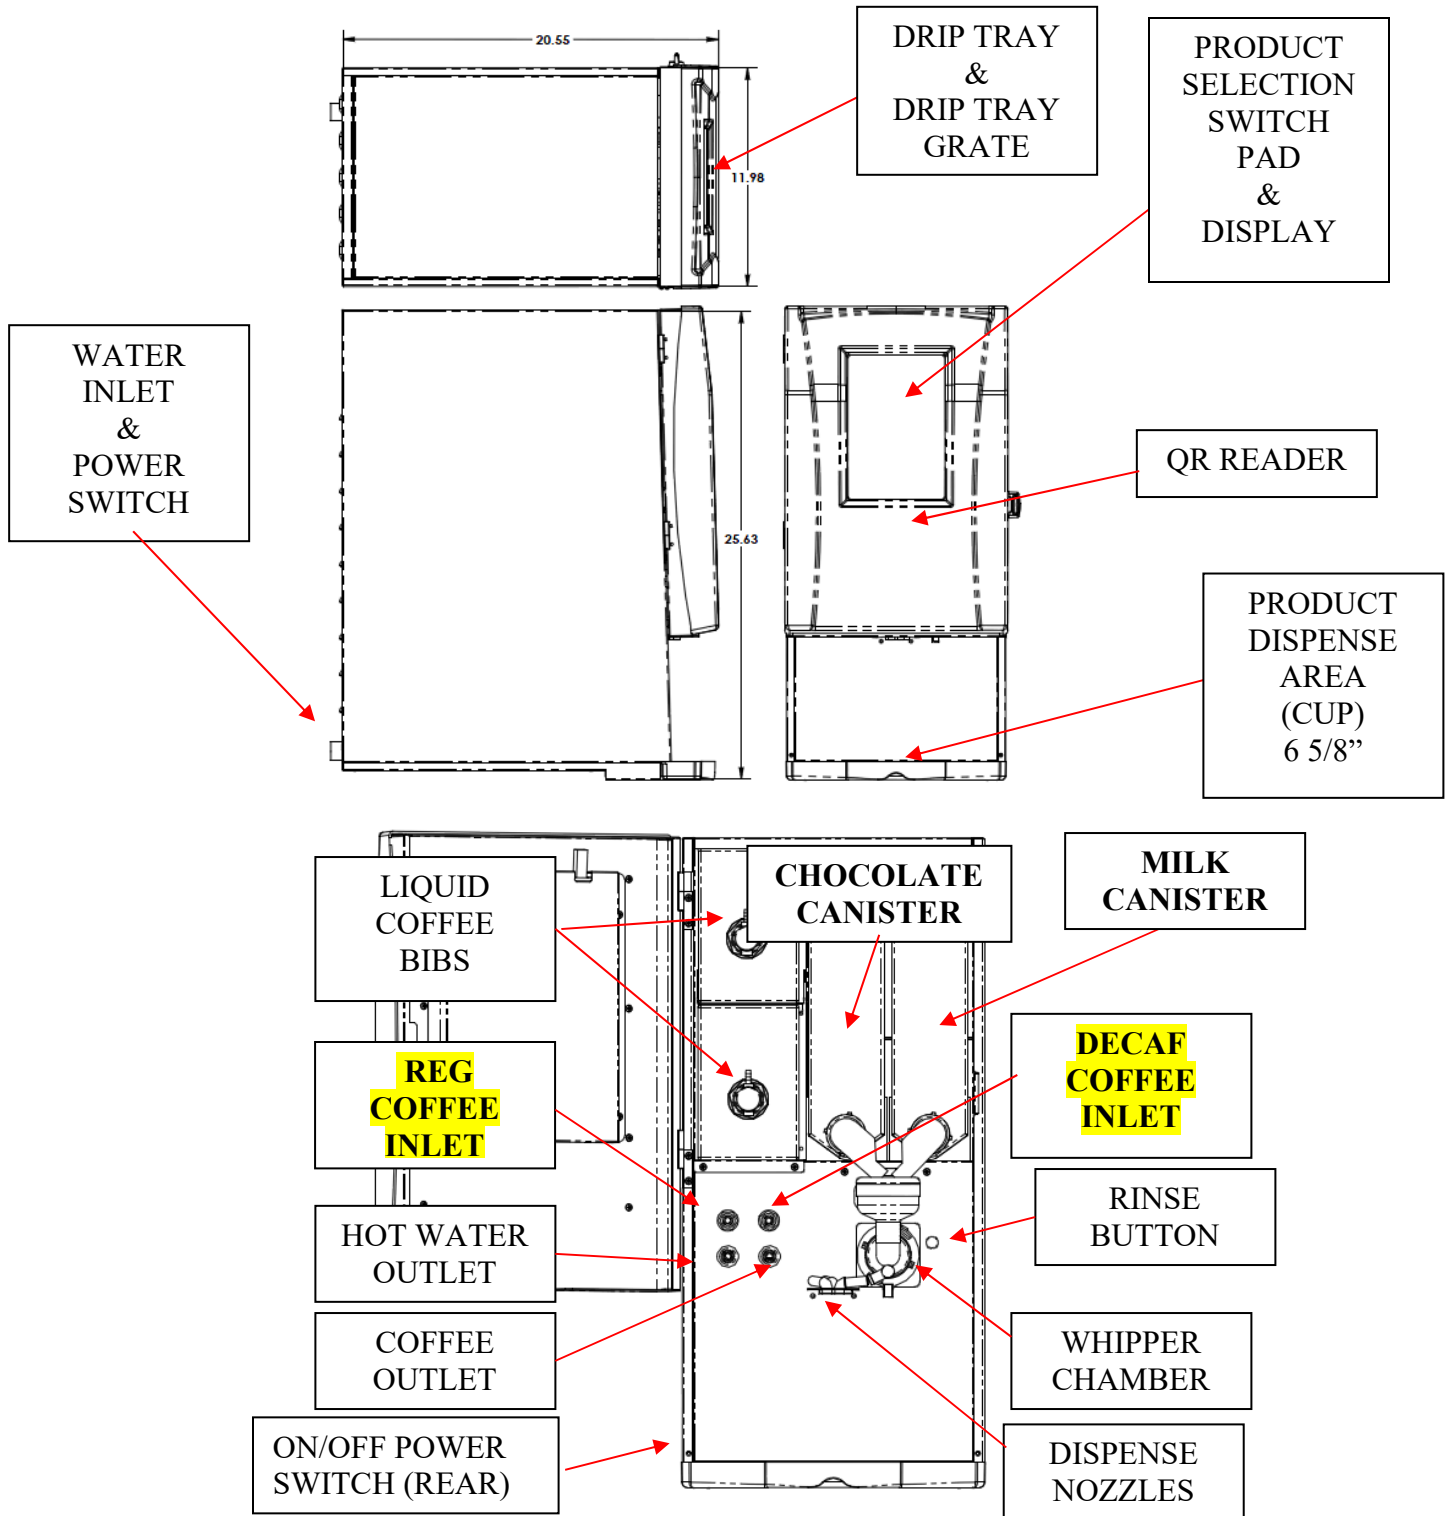 20.55
DRIP TRAY
&
DRIP TRAY
GRATE
PRODUCT
SELECTION
SWITCH
PAD
&
DISPLAY
11.98
WATER
INLET
&
POWER
SWITCH
QR READER
25.63
PRODUCT
DISPENSE
AREA
(CUP)
6 5/8”
LIQUID
COFFEE
BIBS
CHOCOLATE
CANISTER
MILK
CANISTER
REG
COFFEE
INLET
DECAF
COFFEE
INLET
HOT WATER
OUTLET
RINSE
BUTTON
COFFEE
OUTLET
WHIPPER
CHAMBER
ON/OFF POWER
SWITCH (REAR)
DISPENSE
NOZZLES